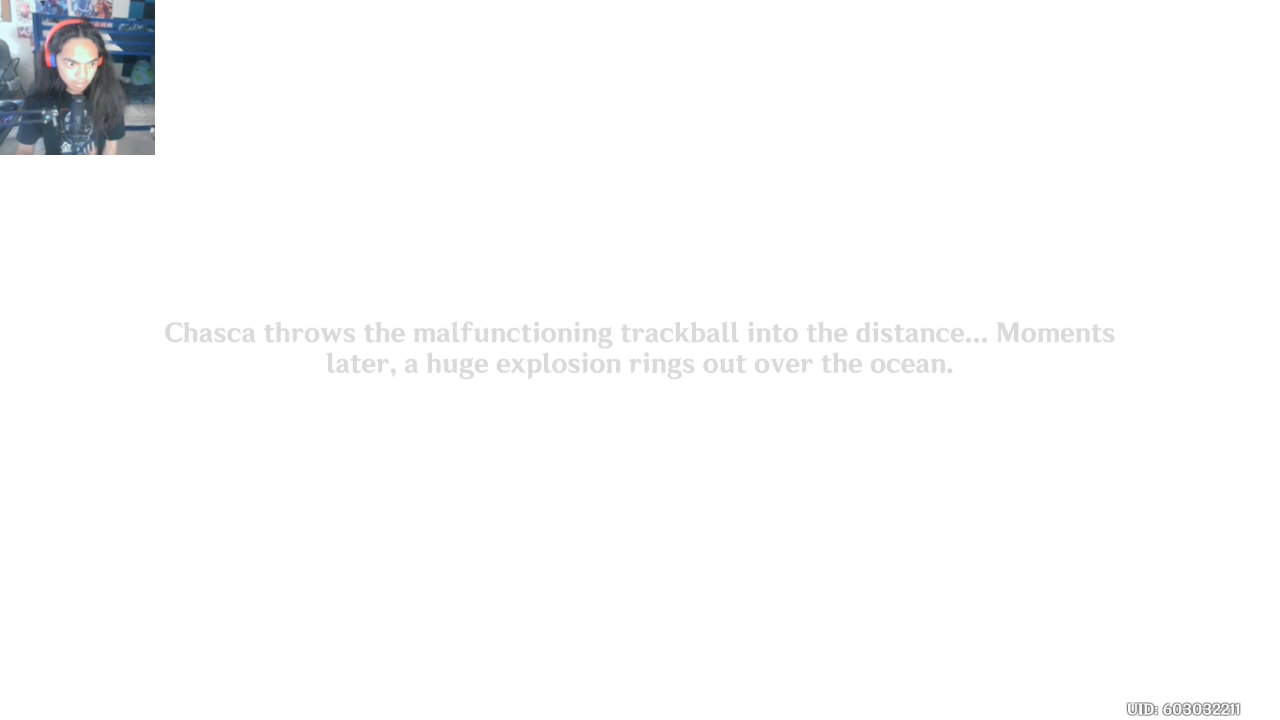 Chasca throws the malfunctioning trackball into the distance... Moments
later, a huge explosion rings out over the ocean.
UID: 603032211